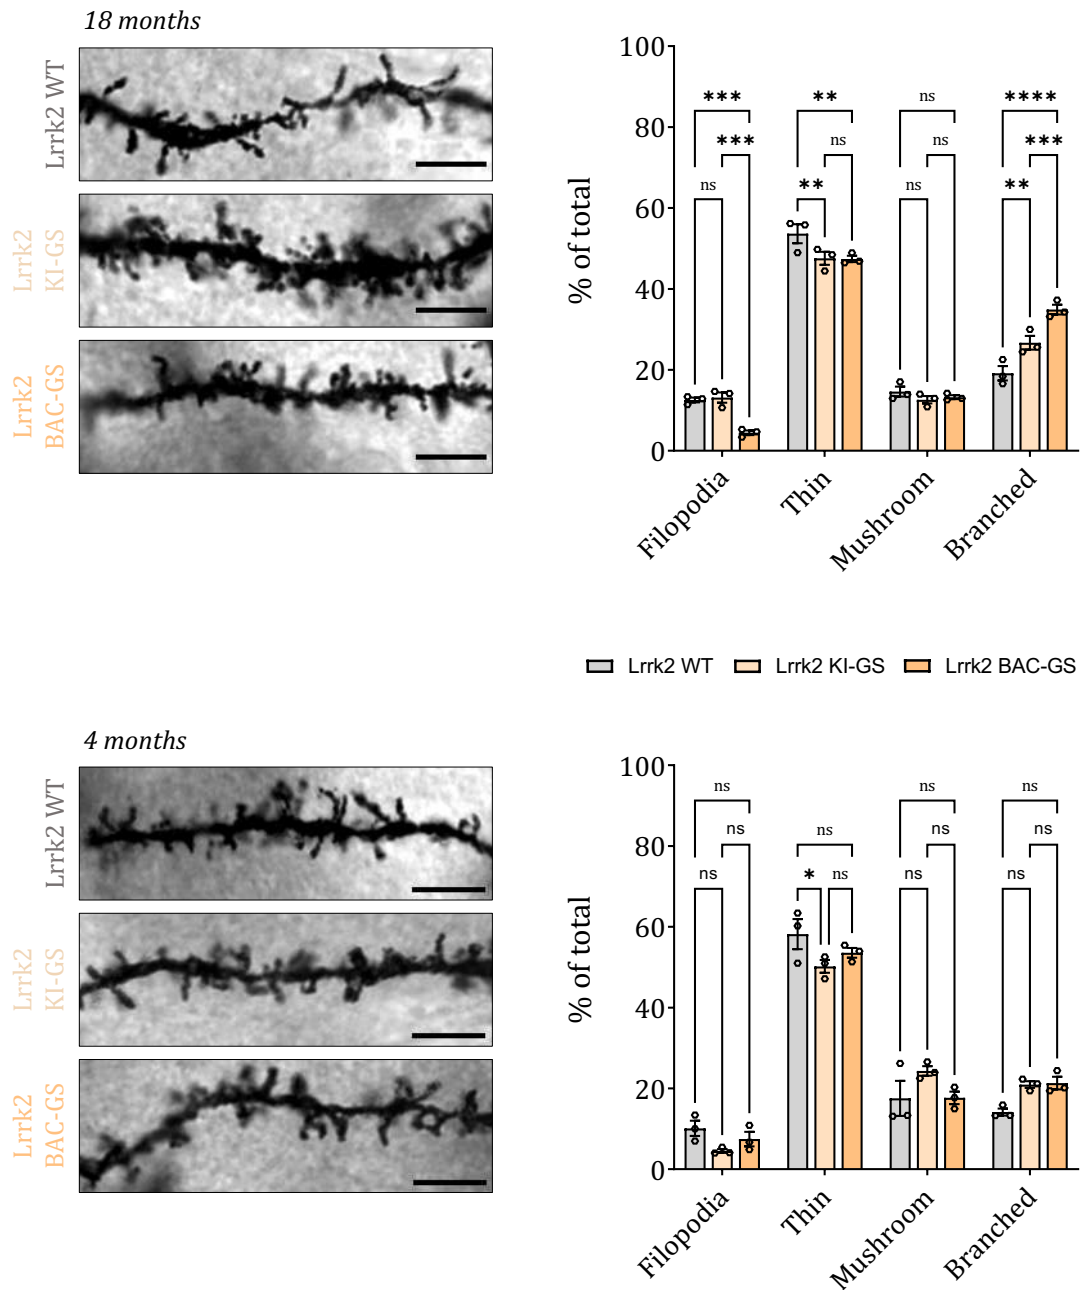 18 months
Lrrk2 WT
Lrrk2
KI-GS
Lrrk2
BAC-GS
% of total
100
80
60
40
20
0
*** ** ns ****
*** ns ns ***
ns ** ns **
Filopodia Thin Mushroom Branched
Lrrk2 WT Lrrk2 KI-GS Lrrk2 BAC-GS
4 months
Lrrk2 WT
Lrrk2
KI-GS
Lrrk2
BAC-GS
% of total
100
80
60
40
20
0
ns ns ns ns
ns ns ns
ns * ns ns ns
Filopodia Thin Mushroom Branched